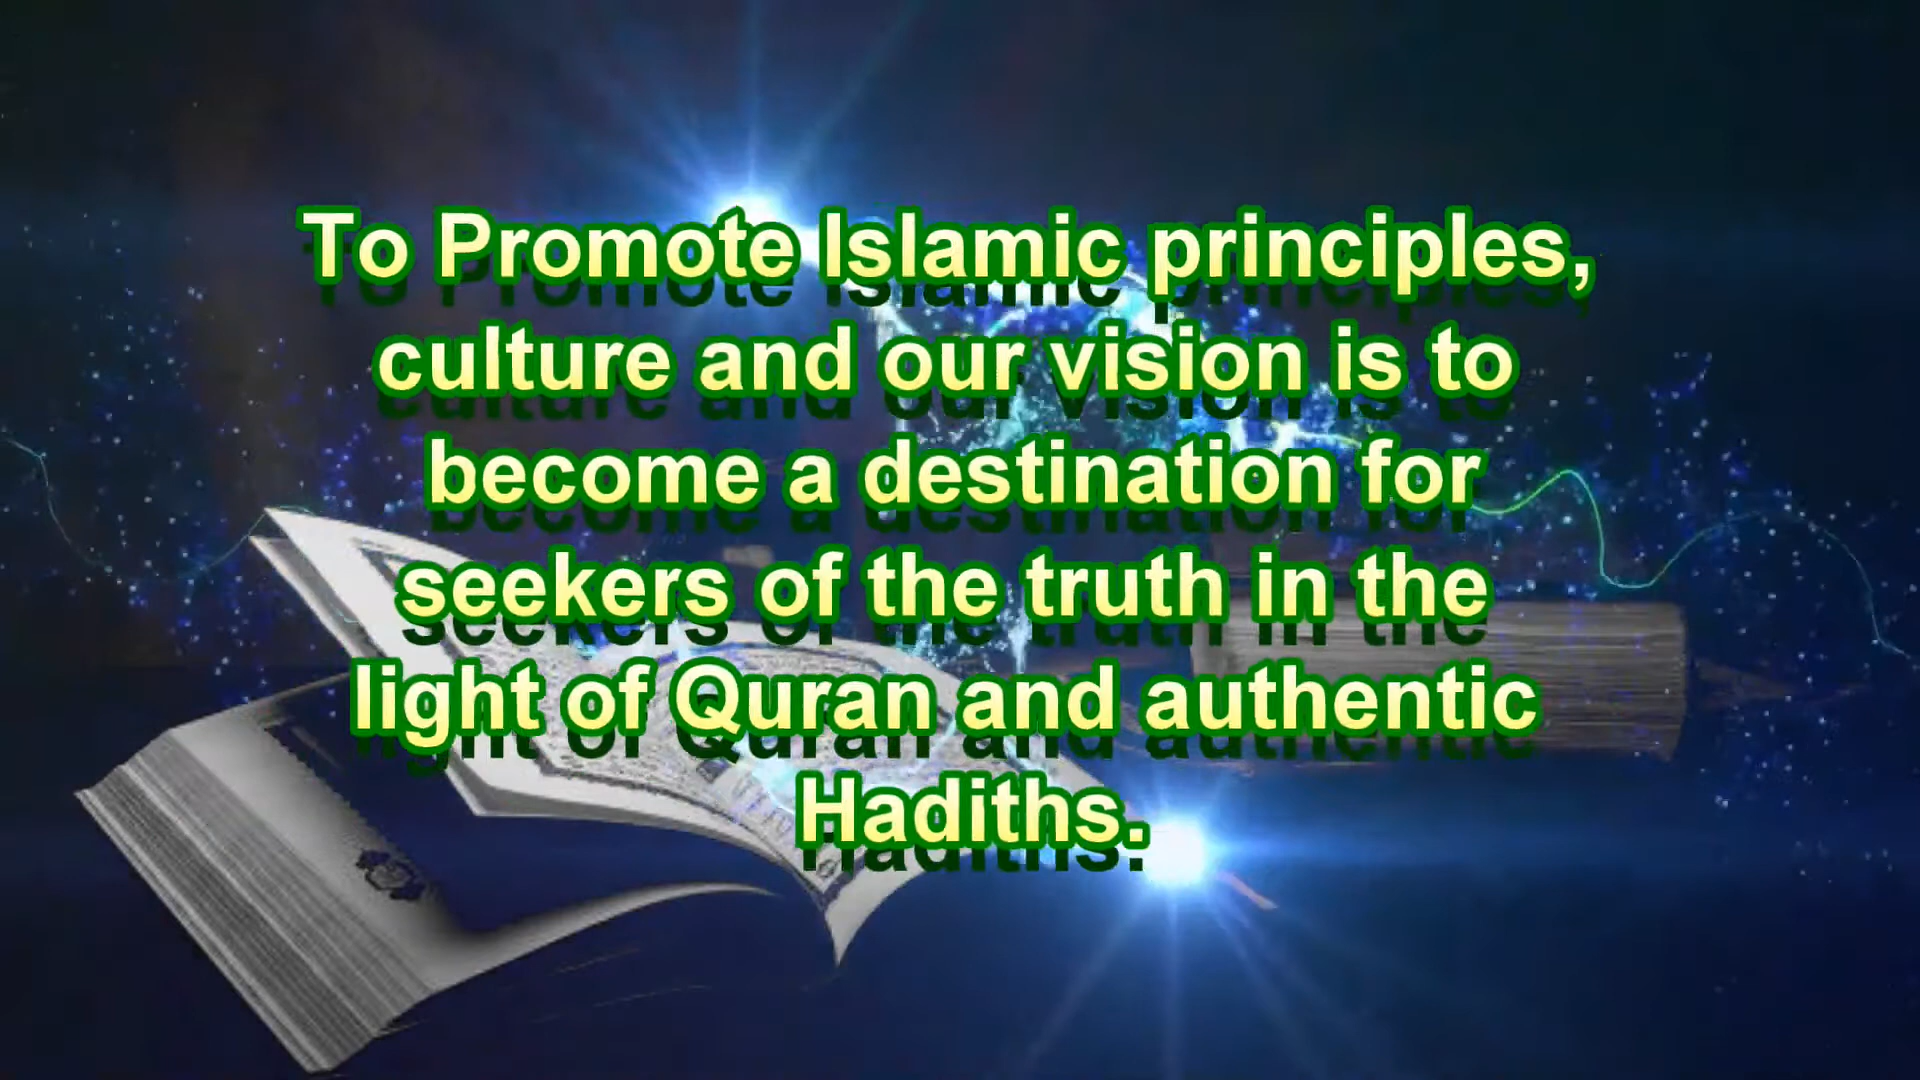 To Promote Islamic principles,
culture and our vision is to
become a destination for
seekers of the truth in the
light of Quran and authentic
Hadiths.